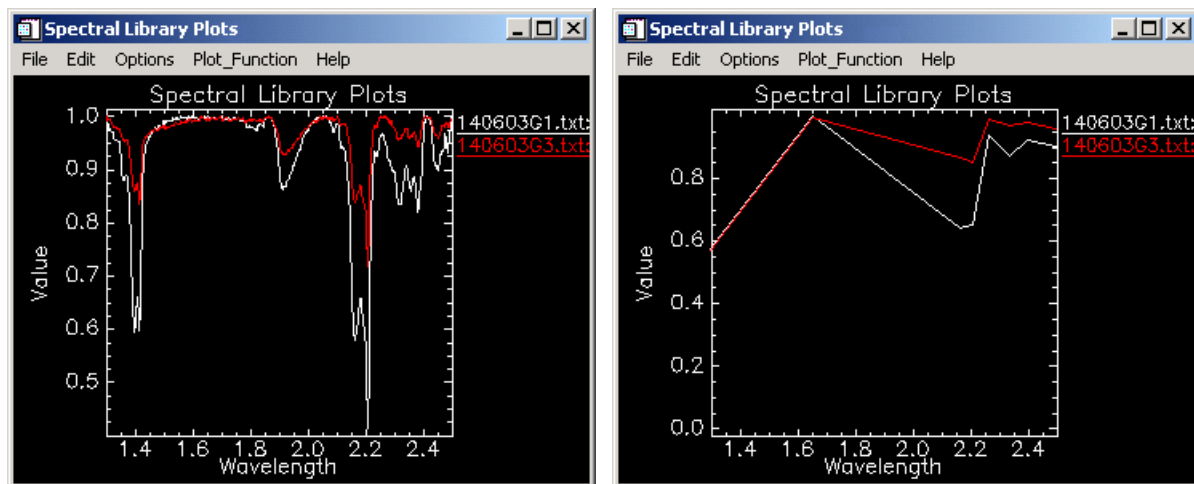 Spectral Library Plots
File Edit Options Plot_Function Help
Spectral Library Plots
1.0
0.9
0.8
0.7
0.6
0.5
Value
1.4 1.6 1.8 2.0 2.2 2.4
Wavelength
140603G1.txt:
140603G3.txt:
Spectral Library Plots
File Edit Options Plot_Function Help
Spectral Library Plots
0.8
0.6
0.4
0.2
0.0
Value
1.4 1.6 1.8 2.0 2.2 2.4
Wavelength
140603G1.txt:
140603G3.txt: